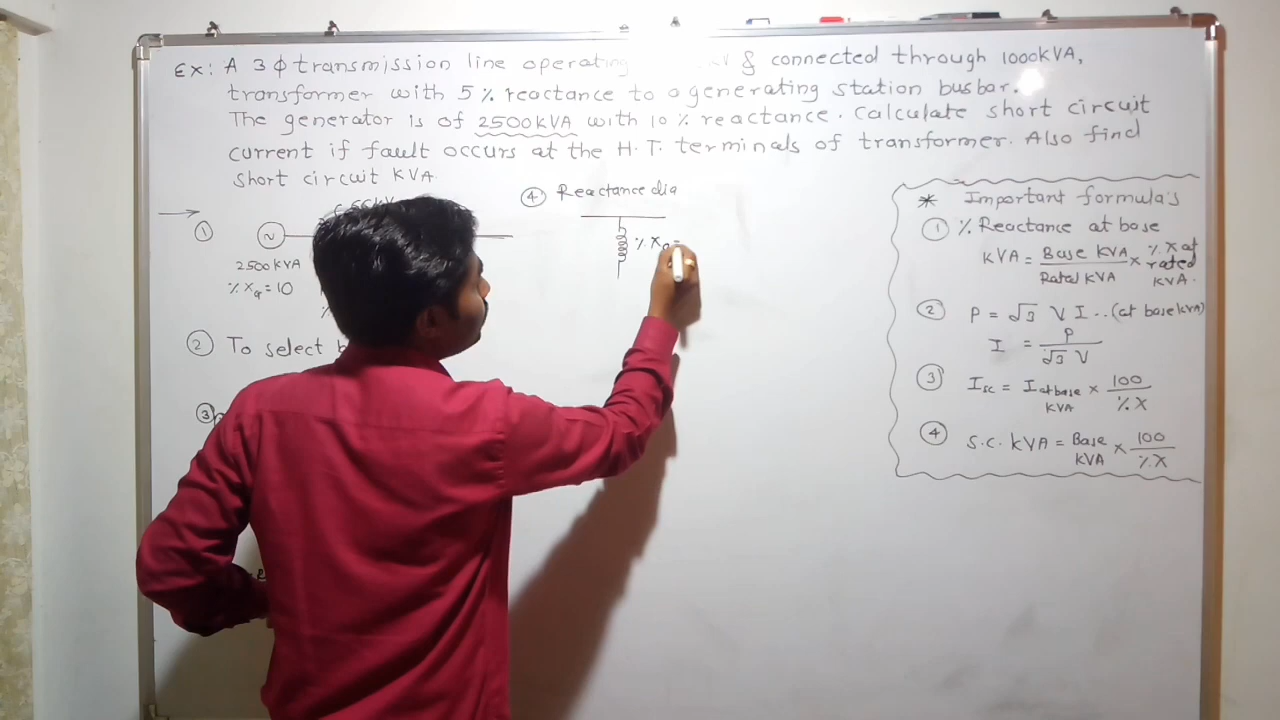 Ex: A 3 ϕ transmission line operating KV & connected through 1000KVA,
transformer with 5 % reactance to a generating station busbar.
The generator is of 2500KVA with 10 % reactance. Calculate short circuit
current if fault occurs at the H.T. terminals of transformer. Also find
Short circuit KVA.
①
~
2500 KVA
% XG = 10
② To select
③
④ Reactance dia
% XG =
* Important formula's
① % Reactance at base
KVA = Base KVA / Rated KVA × % X at rated KVA.
② P = √3 V I .. (at base KVA)
I = P / √3 V
③ Isc = I at base KVA × 100 / % X
④ S.C. KVA = Base KVA × 100 / % X